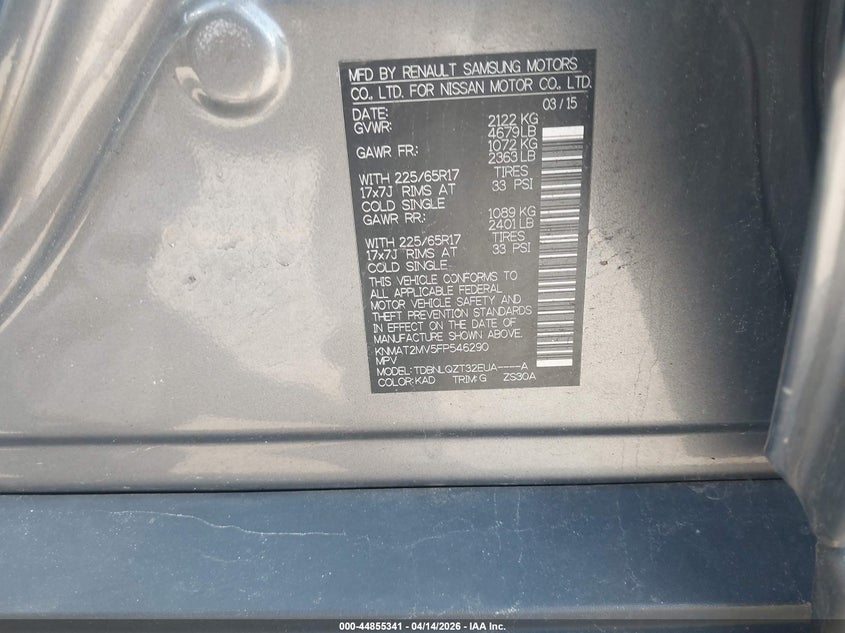 MFD BY RENAULT SAMSUNG MOTORS
CO., LTD. FOR NISSAN MOTOR CO., LTD.
DATE: 03/15
GVWR: 2122 KG
4679 LB
GAWR FR: 1072 KG
2363 LB
WITH 225/65R17 TIRES
17x7J RIMS AT 33 PSI
COLD SINGLE
GAWR RR: 1089 KG
2401 LB
WITH 225/65R17 TIRES
17x7J RIMS AT 33 PSI
COLD SINGLE
THIS VEHICLE CONFORMS TO
ALL APPLICABLE FEDERAL
MOTOR VEHICLE SAFETY AND
THEFT PREVENTION STANDARDS
IN EFFECT ON THE DATE OF
MANUFACTURE SHOWN ABOVE.
KNMAT2MV5FP546290
MPV
MODEL: TDBNLQZT32EUA----A
COLOR: KAD TRIM: G ZS30A
000-44855341 | 04/14/2026 - IAA Inc.